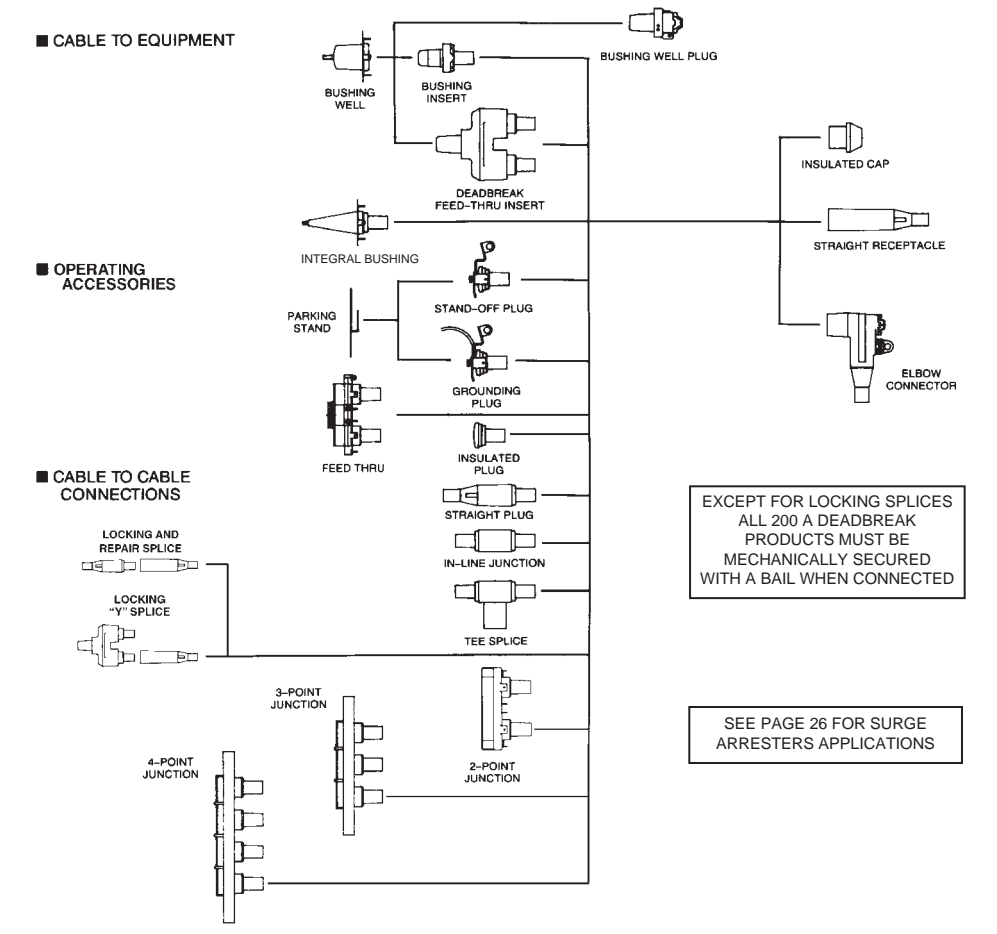 ■ CABLE TO EQUIPMENT
BUSHING WELL PLUG
BUSHING
WELL
BUSHING
INSERT
DEADBREAK
FEED-THRU INSERT
INSULATED CAP
STRAIGHT RECEPTACLE
INTEGRAL BUSHING
■ OPERATING
ACCESSORIES
PARKING
STAND
STAND-OFF PLUG
GROUNDING
PLUG
ELBOW
CONNECTOR
FEED THRU
INSULATED
PLUG
■ CABLE TO CABLE
CONNECTIONS
STRAIGHT PLUG
LOCKING AND
REPAIR SPLICE
IN-LINE JUNCTION
LOCKING
“Y” SPLICE
TEE SPLICE
EXCEPT FOR LOCKING SPLICES
ALL 200 A DEADBREAK
PRODUCTS MUST BE
MECHANICALLY SECURED
WITH A BAIL WHEN CONNECTED
3-POINT
JUNCTION
2-POINT
JUNCTION
4-POINT
JUNCTION
SEE PAGE 26 FOR SURGE
ARRESTERS APPLICATIONS